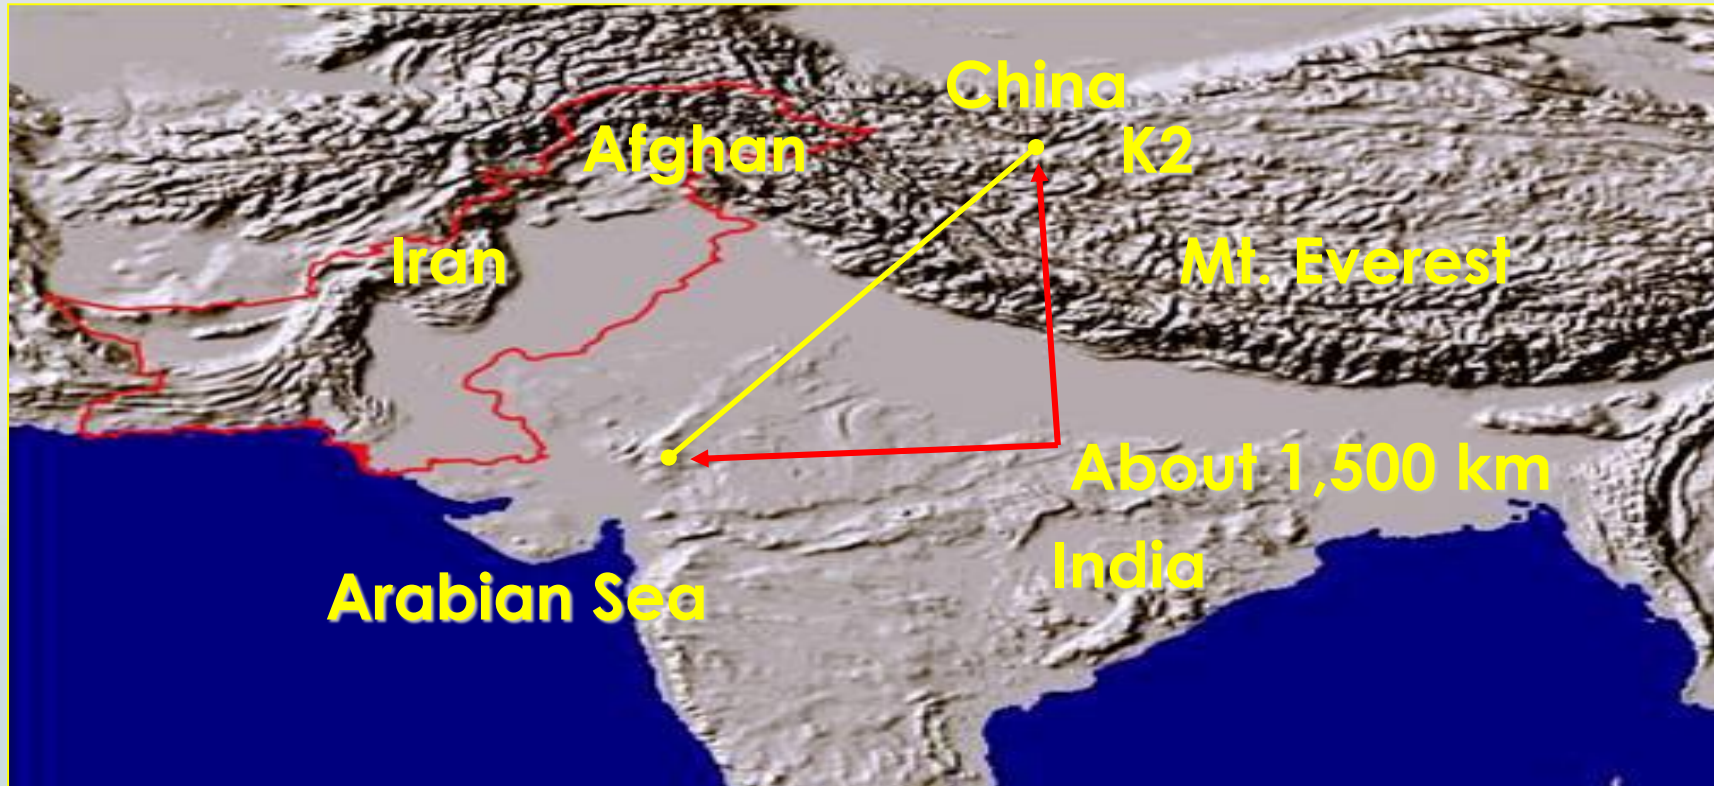 China
Afghan
K2
Iran
Mt. Everest
About 1,500 km
India
Arabian Sea